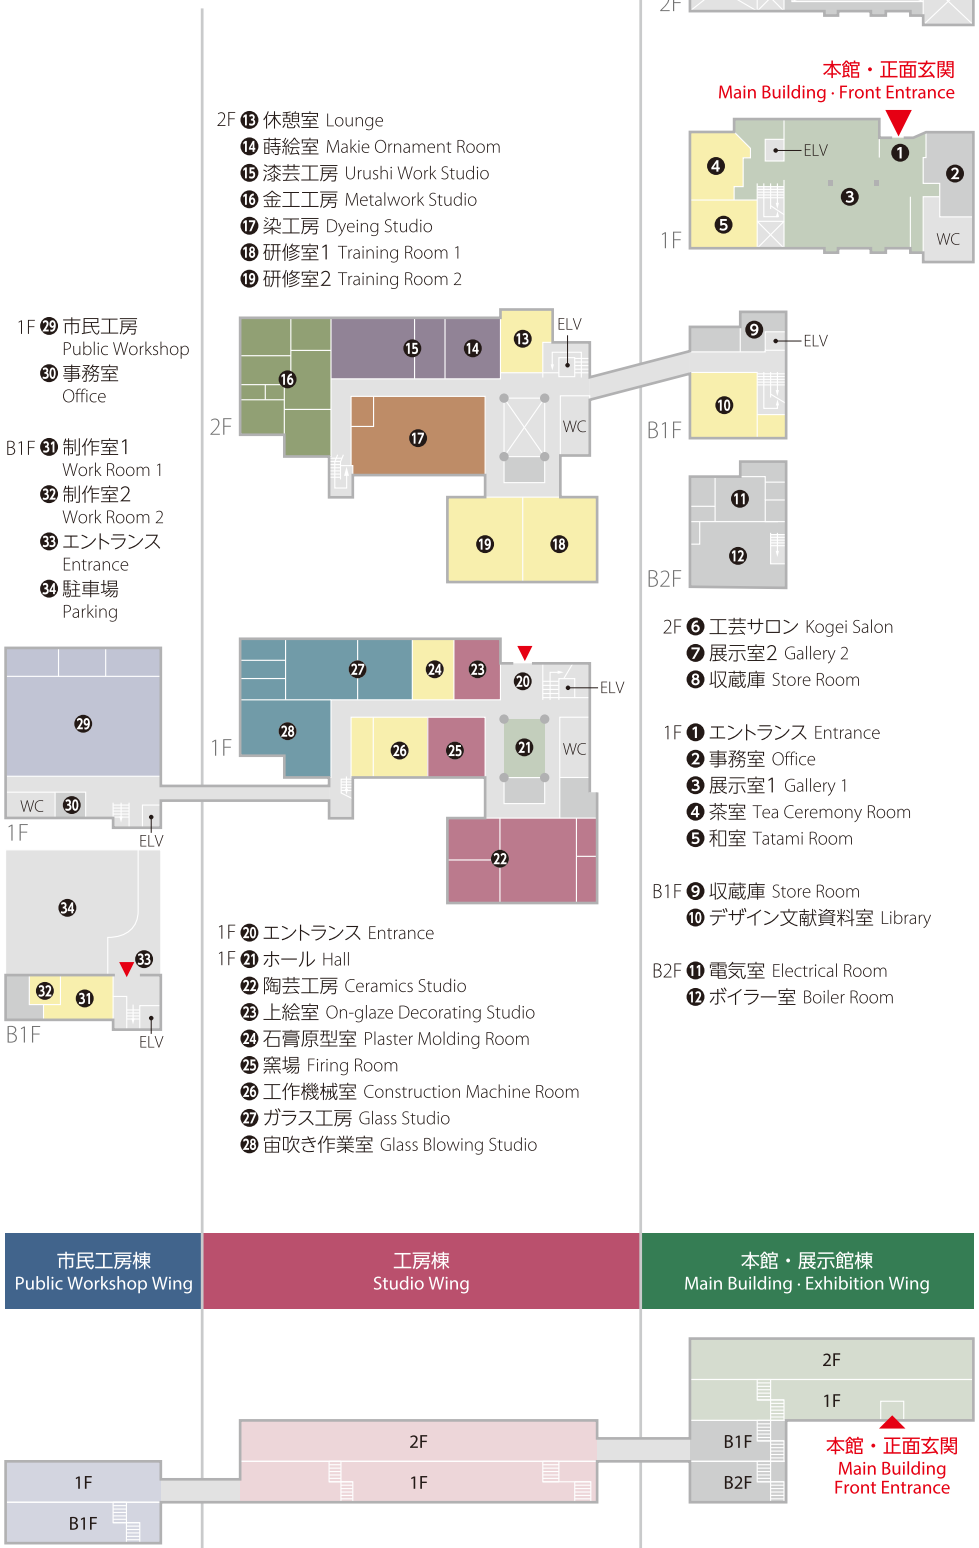 2F
本館・正面玄関
Main Building · Front Entrance
ELV
1
2
3
4
5
WC
1F
2F 13 休憩室 Lounge
14 蒔絵室 Makie Ornament Room
15 漆芸工房 Urushi Work Studio
16 金工工房 Metalwork Studio
17 染工房 Dyeing Studio
18 研修室1 Training Room 1
19 研修室2 Training Room 2
1F 29 市民工房
Public Workshop
30 事務室
Office
B1F 31 制作室1
Work Room 1
32 制作室2
Work Room 2
33 エントランス
Entrance
34 駐車場
Parking
ELV
13
14
15
16
17
WC
2F
18
19
9
ELV
10
B1F
11
12
B2F
2F 6 工芸サロン Kogei Salon
7 展示室2 Gallery 2
8 収蔵庫 Store Room
1F 1 エントランス Entrance
2 事務室 Office
3 展示室1 Gallery 1
4 茶室 Tea Ceremony Room
5 和室 Tatami Room
B1F 9 収蔵庫 Store Room
10 デザイン文献資料室 Library
B2F 11 電気室 Electrical Room
12 ボイラー室 Boiler Room
27
24
23
20
ELV
28
26
25
21
WC
1F
22
29
WC
30
1F
ELV
34
33
32
31
B1F
ELV
1F 20 エントランス Entrance
1F 21 ホール Hall
22 陶芸工房 Ceramics Studio
23 上絵室 On-glaze Decorating Studio
24 石膏原型室 Plaster Molding Room
25 窯場 Firing Room
26 工作機械室 Construction Machine Room
27 ガラス工房 Glass Studio
28 宙吹き作業室 Glass Blowing Studio
市民工房棟
Public Workshop Wing
工房棟
Studio Wing
本館・展示館棟
Main Building · Exhibition Wing
2F
1F
B1F
B2F
本館・正面玄関
Main Building
Front Entrance
2F
1F
1F
B1F